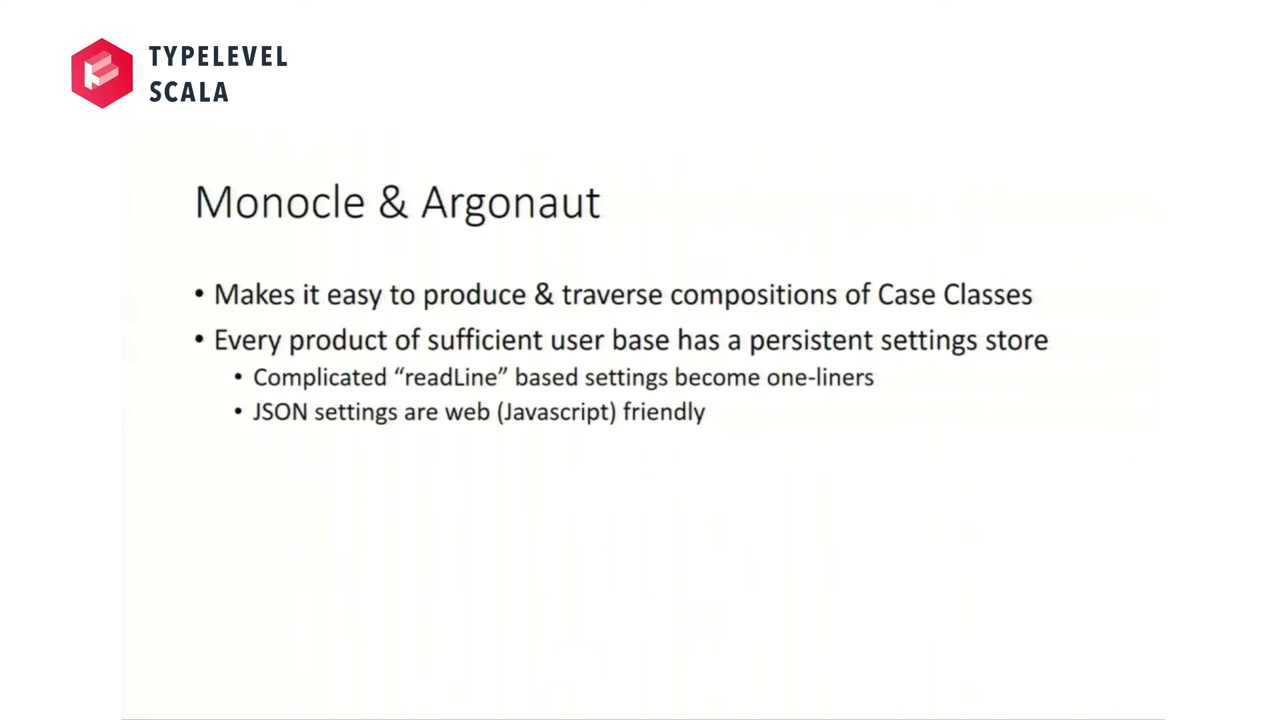 TYPELEVEL
SCALA
Monocle & Argonaut
• Makes it easy to produce & traverse compositions of Case Classes
• Every product of sufficient user base has a persistent settings store
• Complicated “readLine” based settings become one-liners
• JSON settings are web (Javascript) friendly